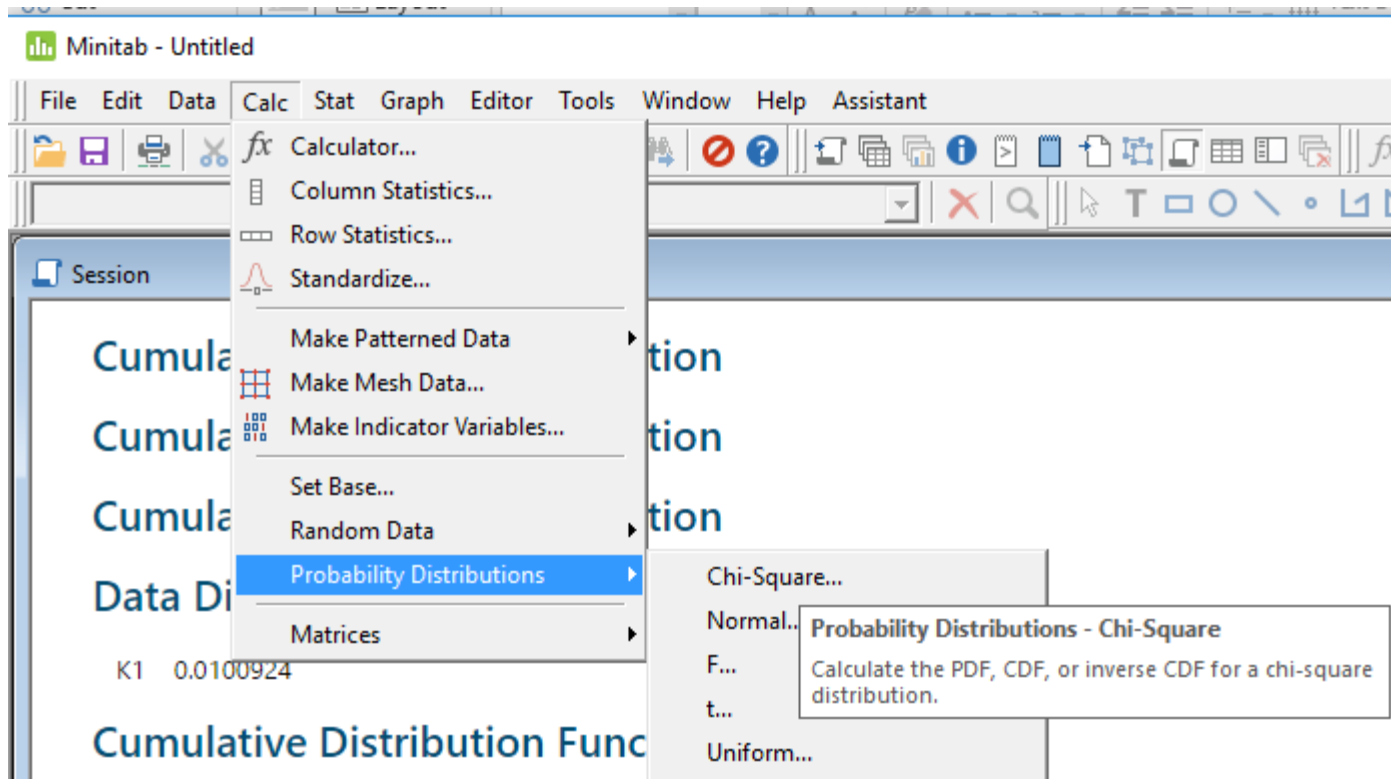 Minitab - Untitled
File Edit Data Calc Stat Graph Editor Tools Window Help Assistant
fx Calculator...
Column Statistics...
Row Statistics...
Standardize...
Session
Make Patterned Data
Make Mesh Data...
Make Indicator Variables...
Set Base...
Random Data
Probability Distributions
Matrices
Chi-Square...
Normal..
F...
t...
Uniform...
Probability Distributions - Chi-Square
Calculate the PDF, CDF, or inverse CDF for a chi-square
distribution.
Cumula tion
Cumula tion
Cumula tion
Data Di
K1 0.0100924
Cumulative Distribution Func